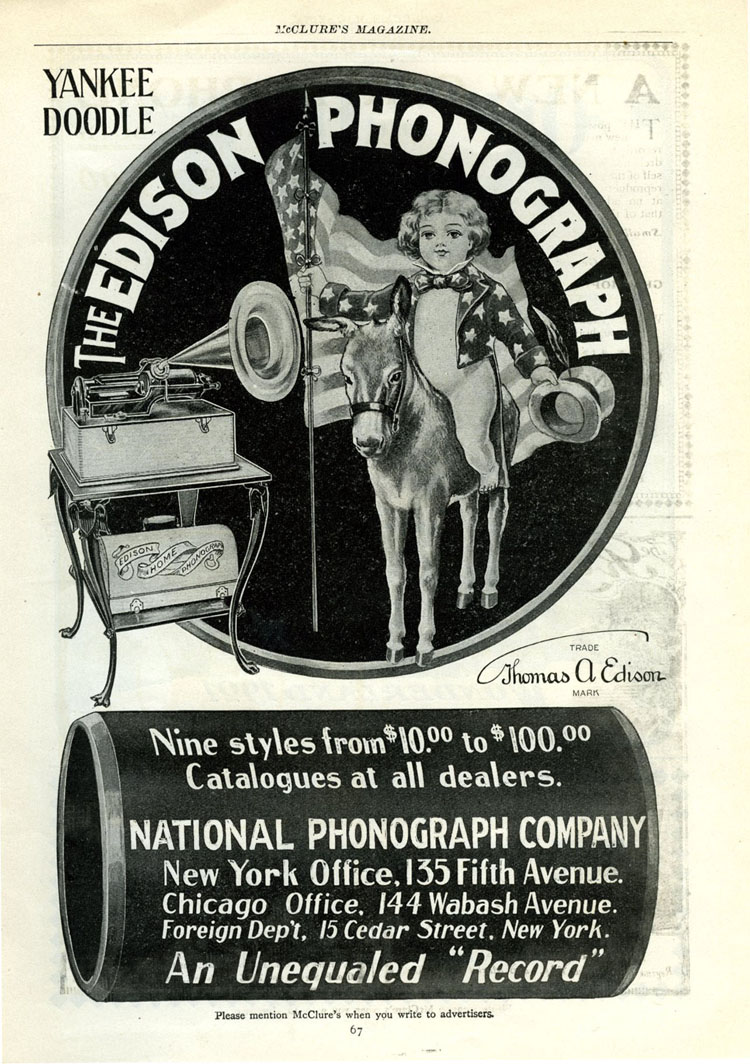 McCLURE'S MAGAZINE.
YANKEE
DOODLE
THE EDISON PHONOGRAPH
EDISON HOME PHONOGRAPH
TRADE
Thomas A Edison
MARK
Nine styles from $10.00 to $100.00
Catalogues at all dealers.
NATIONAL PHONOGRAPH COMPANY
New York Office, 135 Fifth Avenue.
Chicago Office, 144 Wabash Avenue.
Foreign Dep't, 15 Cedar Street, New York.
An Unequaled "Record"
Please mention McClure's when you write to advertisers.
67